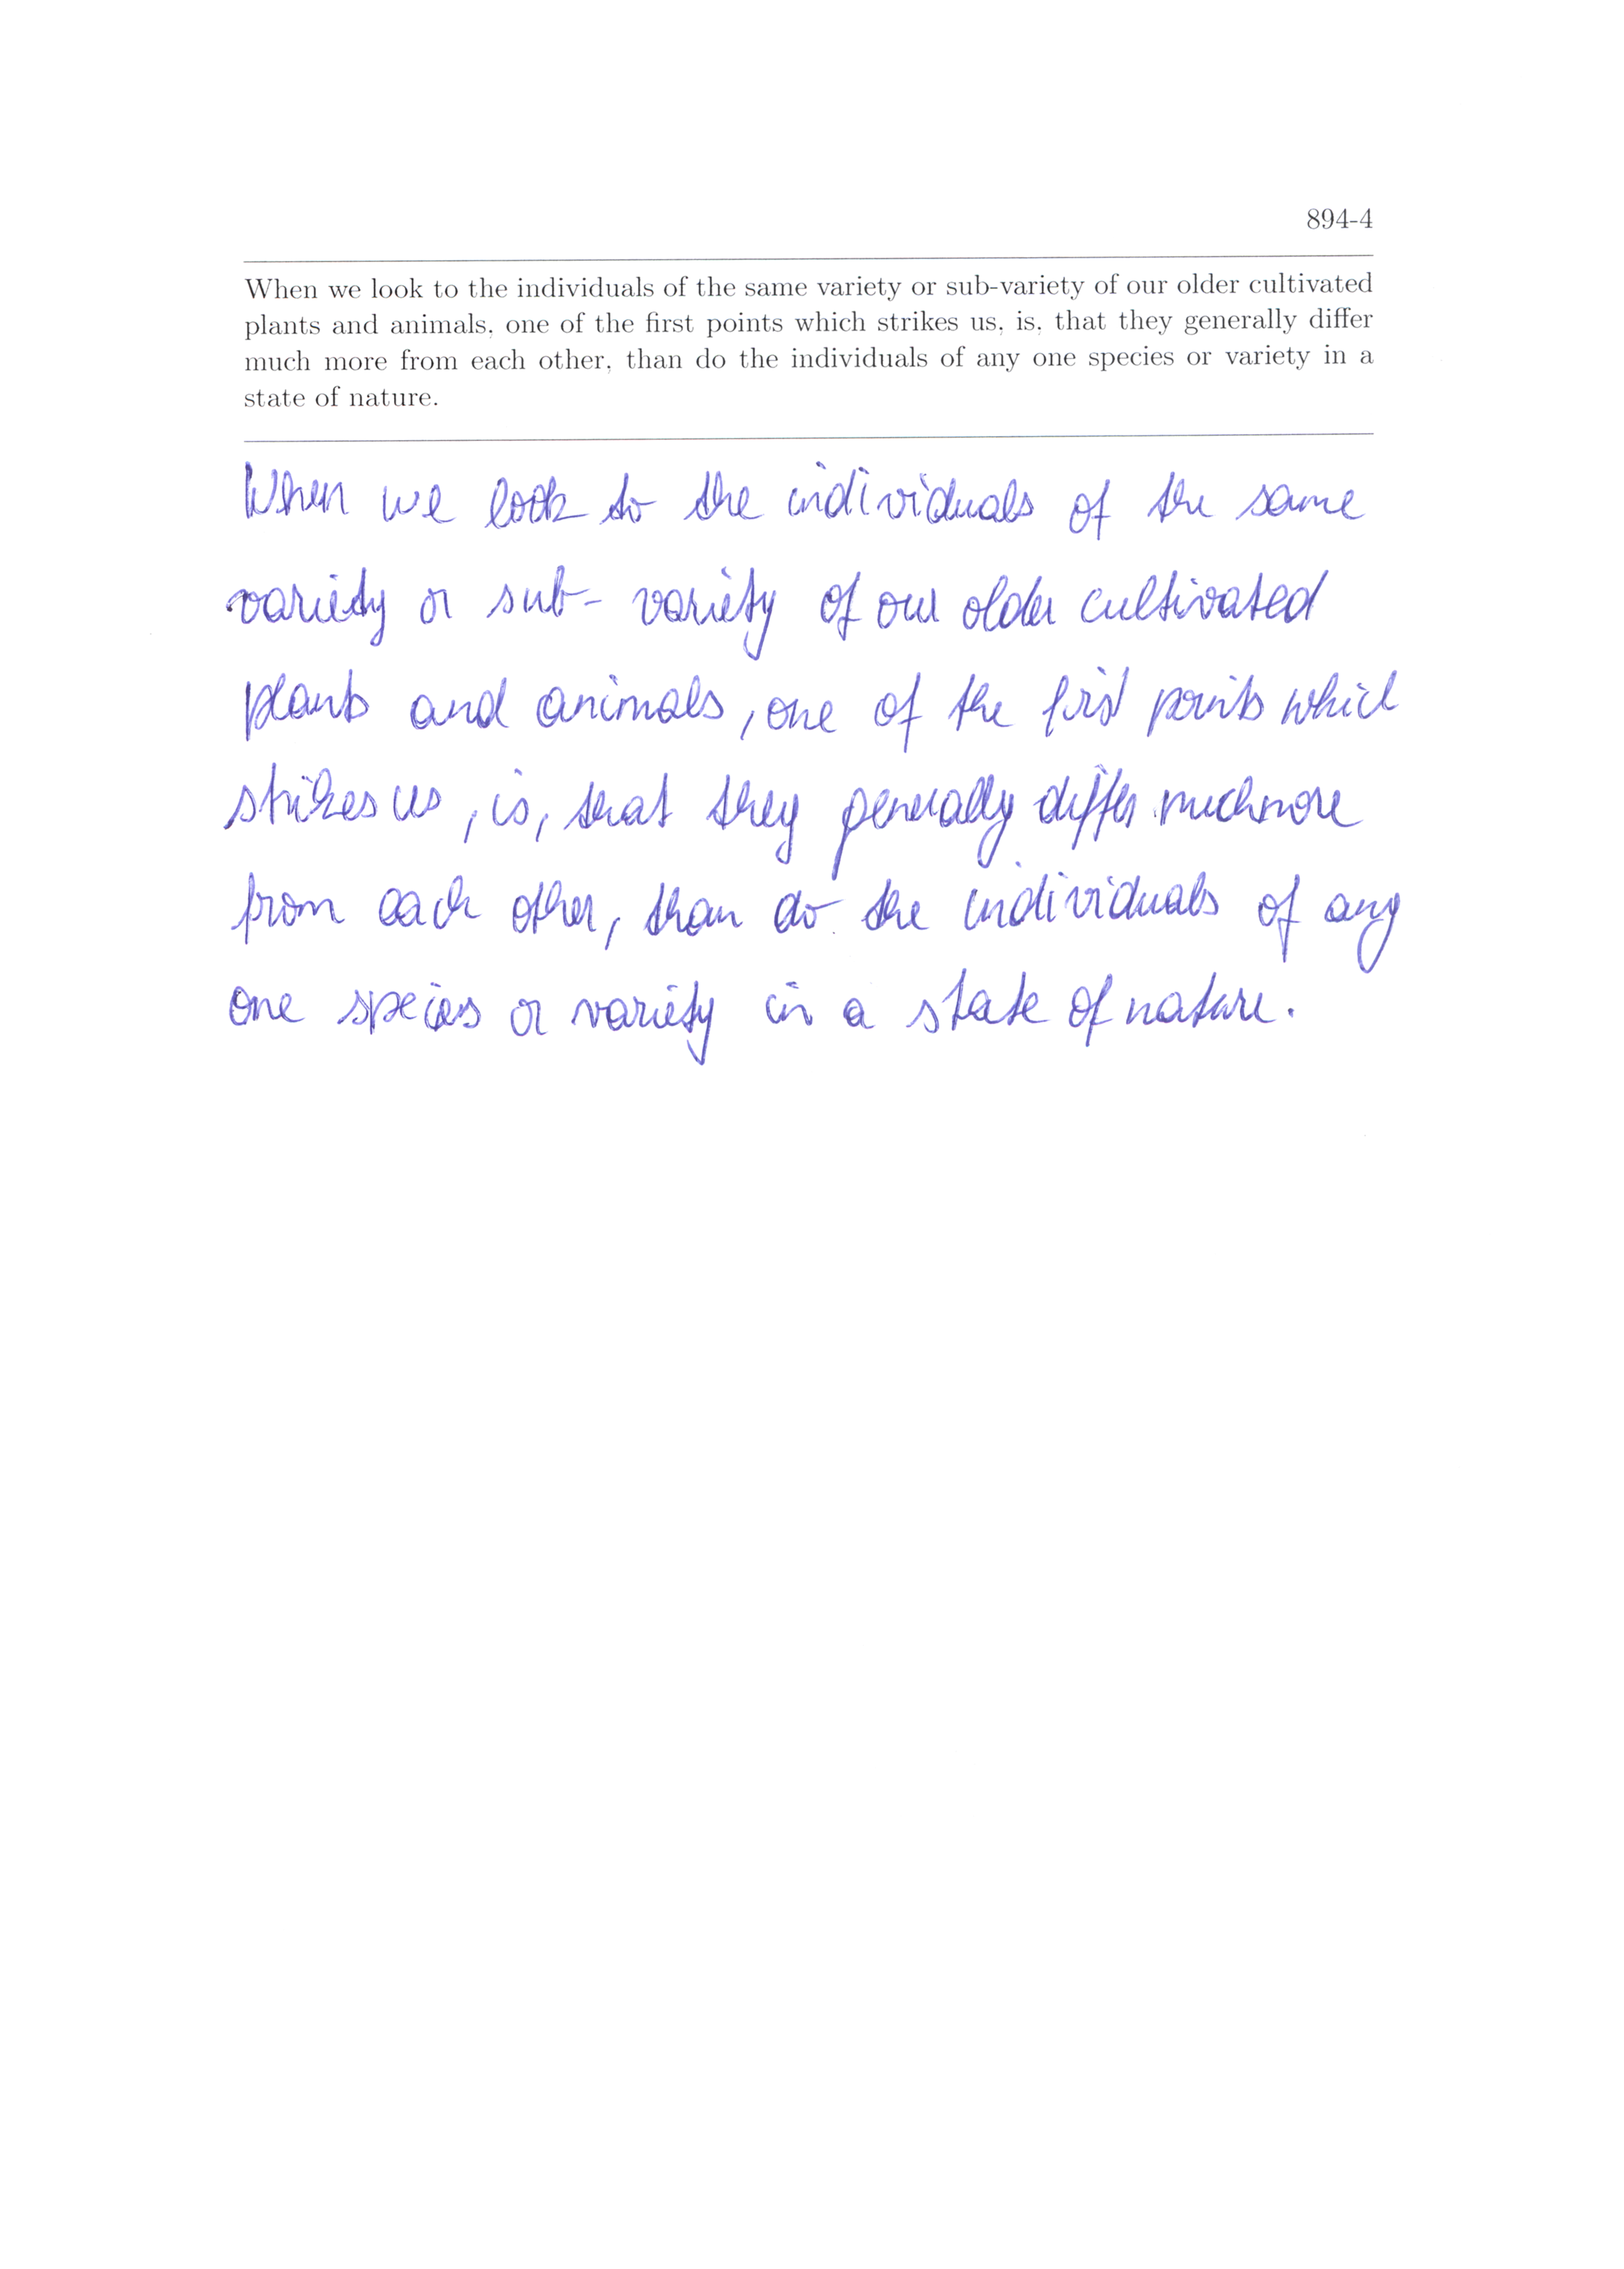 894-4
When we look to the individuals of the same variety or sub-variety of our older cultivated
plants and animals, one of the first points which strikes us, is, that they generally differ
much more from each other, than do the individuals of any one species or variety in a
state of nature.
When we look to the individuals of the same
variety or sub-variety of our older cultivated
plants and animals, one of the first points which
strikes us, is, that they generally differ much more
from each other, than do the individuals of any
one species or variety in a state of nature.